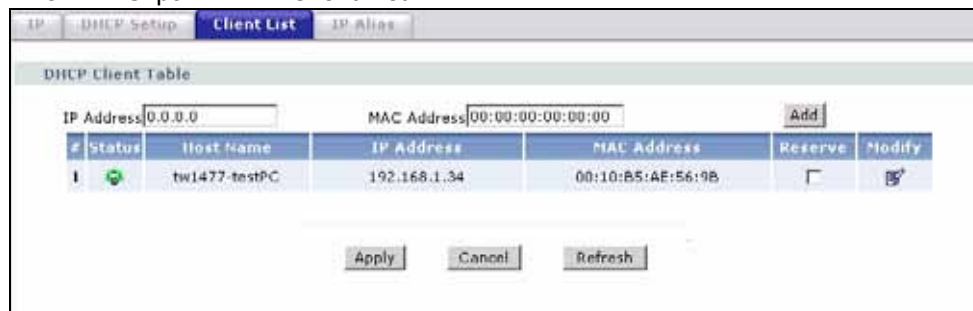 IP DHCP Setup Client List IP Alias
DHCP Client Table
IP Address 0.0.0.0 MAC Address 00:00:00:00:00:00 Add
# Status Host Name IP Address MAC Address Reserve Modify
1 tw1477-testPC 192.168.1.34 00:10:B5:AE:56:9B
Apply Cancel Refresh